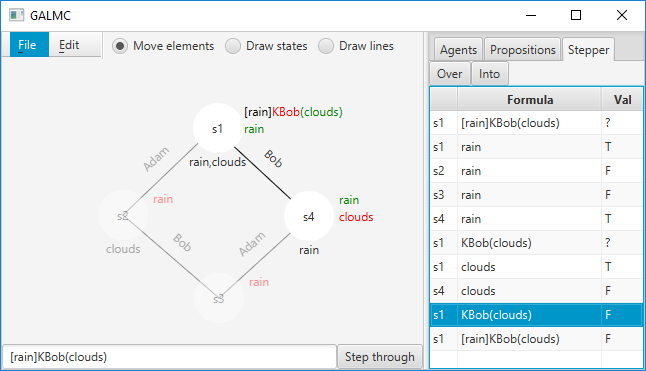 GALMC
File Edit Move elements Draw states Draw lines
Agents Propositions Stepper
Over Into
s1 [rain]KBob(clouds) rain rain,clouds
Adam
Bob
s2 rain clouds
s4 rain clouds rain
Bob
Adam
s3 rain
[rain]KBob(clouds) Step through
Formula Val
s1 [rain]KBob(clouds) ?
s1 rain T
s2 rain F
s3 rain F
s4 rain T
s1 KBob(clouds) ?
s1 clouds T
s4 clouds F
s1 KBob(clouds) F
s1 [rain]KBob(clouds) F